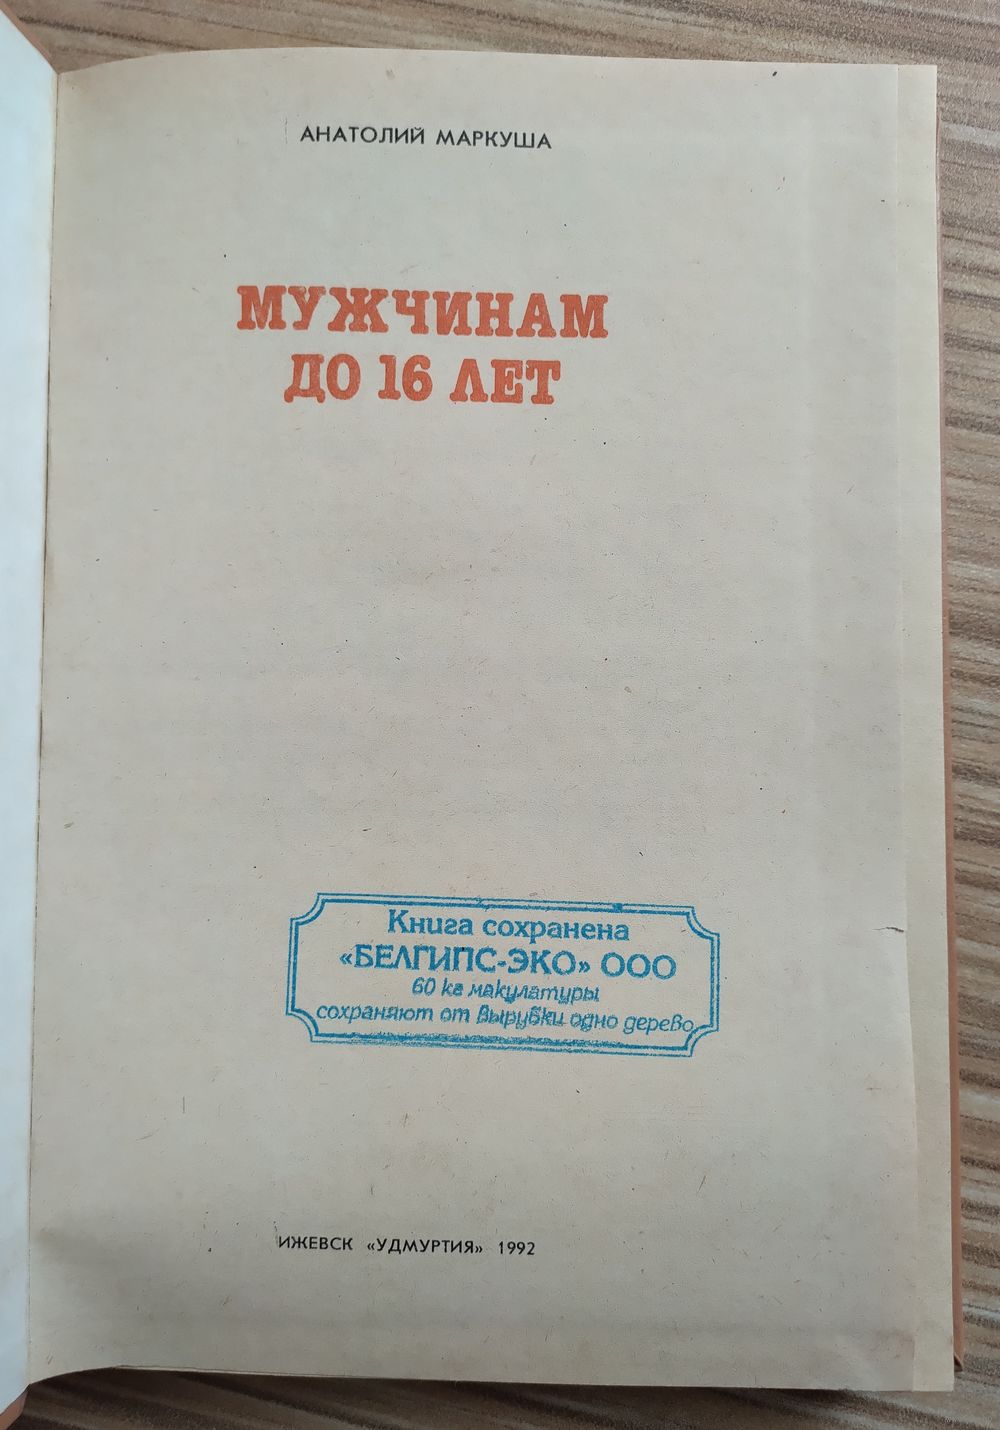 АНАТОЛИЙ МАРКУША
МУЖЧИНАМ
ДО 16 ЛЕТ
Книга сохранена
«БЕЛГИПС-ЭКО» ООО
60 кг макулатуры
сохраняют от вырубки одно дерево
ИЖЕВСК «УДМУРТИЯ» 1992